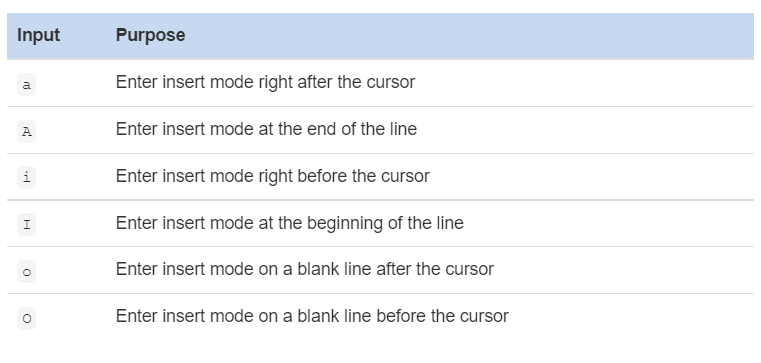 Input Purpose
a Enter insert mode right after the cursor
A Enter insert mode at the end of the line
i Enter insert mode right before the cursor
I Enter insert mode at the beginning of the line
o Enter insert mode on a blank line after the cursor
O Enter insert mode on a blank line before the cursor